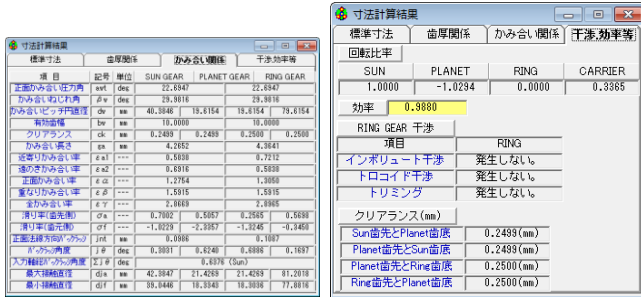 寸法計算結果
標準寸法 歯厚関係 かみ合い関係 干渉,効率等
項 目 記号 単位 SUN GEAR PLANET GEAR RING GEAR
正面かみ合い圧力角 αwt deg 22.6947 22.6947
かみ合いねじれ角 βw deg 29.9816 29.9816
かみ合いピッチ円直径 dw mm 40.3846 79.6154 79.6154
有効歯幅 bw mm 10.0000 10.0000
クリアランス ck mm 0.2499 0.2499 0.2500 0.2500
かみ合い長さ ga mm 4.2652 4.3641
近寄りかみ合い率 εa1 --- 0.5838 0.7212
遠のきかみ合い率 εa2 --- 0.6916 0.5838
正面かみ合い率 εα --- 1.2754 1.3050
重なりかみ合い率 εβ --- 1.5915 1.5915
全かみ合い率 εγ --- 2.8669 2.8965
滑り率(歯先側) σa --- 0.7002 0.5057 0.2565 0.5698
滑り率(歯元側) σf --- -1.0229 -2.3357 -1.3245 -0.3450
正面法線方向バックラッシ jnt mm 0.0986 0.1087
バックラッシ角度 jθ deg 0.3031 0.6240 0.6886 0.1697
入力軸総バックラッシ角度 Σjθ deg 0.8376 (Sun)
最大接触直径 dja mm 42.3847 21.4269 21.4269 81.2018
最小接触直径 djf mm 39.0446 18.3343 18.3036 77.8816
寸法計算結果
標準寸法 歯厚関係 かみ合い関係 干渉,効率等
回転比率
SUN PLANET RING CARRIER
1.0000 -1.0294 0.0000 0.3365
効率 0.9880
RING GEAR 干渉
項目 RING
インボリュート干渉 発生しない。
トロコイド干渉 発生しない。
トリミング 発生しない。
クリアランス(mm)
Sun歯先とPlanet歯底 0.2499(mm)
Planet歯先とSun歯底 0.2499(mm)
Planet歯先とRing歯底 0.2500(mm)
Ring歯先とPlanet歯底 0.2500(mm)